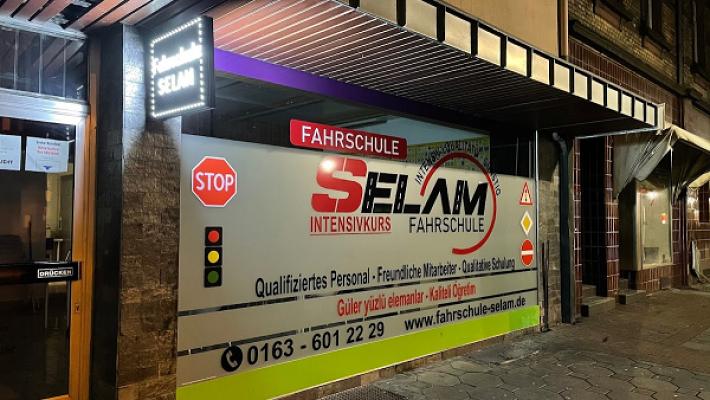 Fahrschule
SELAM
FAHRSCHULE
STOP
SELAM
INTENSIVKURS
FAHRSCHULE
Qualifiziertes Personal - Freundliche Mitarbeiter - Qualitative Schulung
Güler yüzlü elemanlar - Kaliteli Öğretim
0163 - 601 22 29
www.fahrschule-selam.de
DRÜCKEN